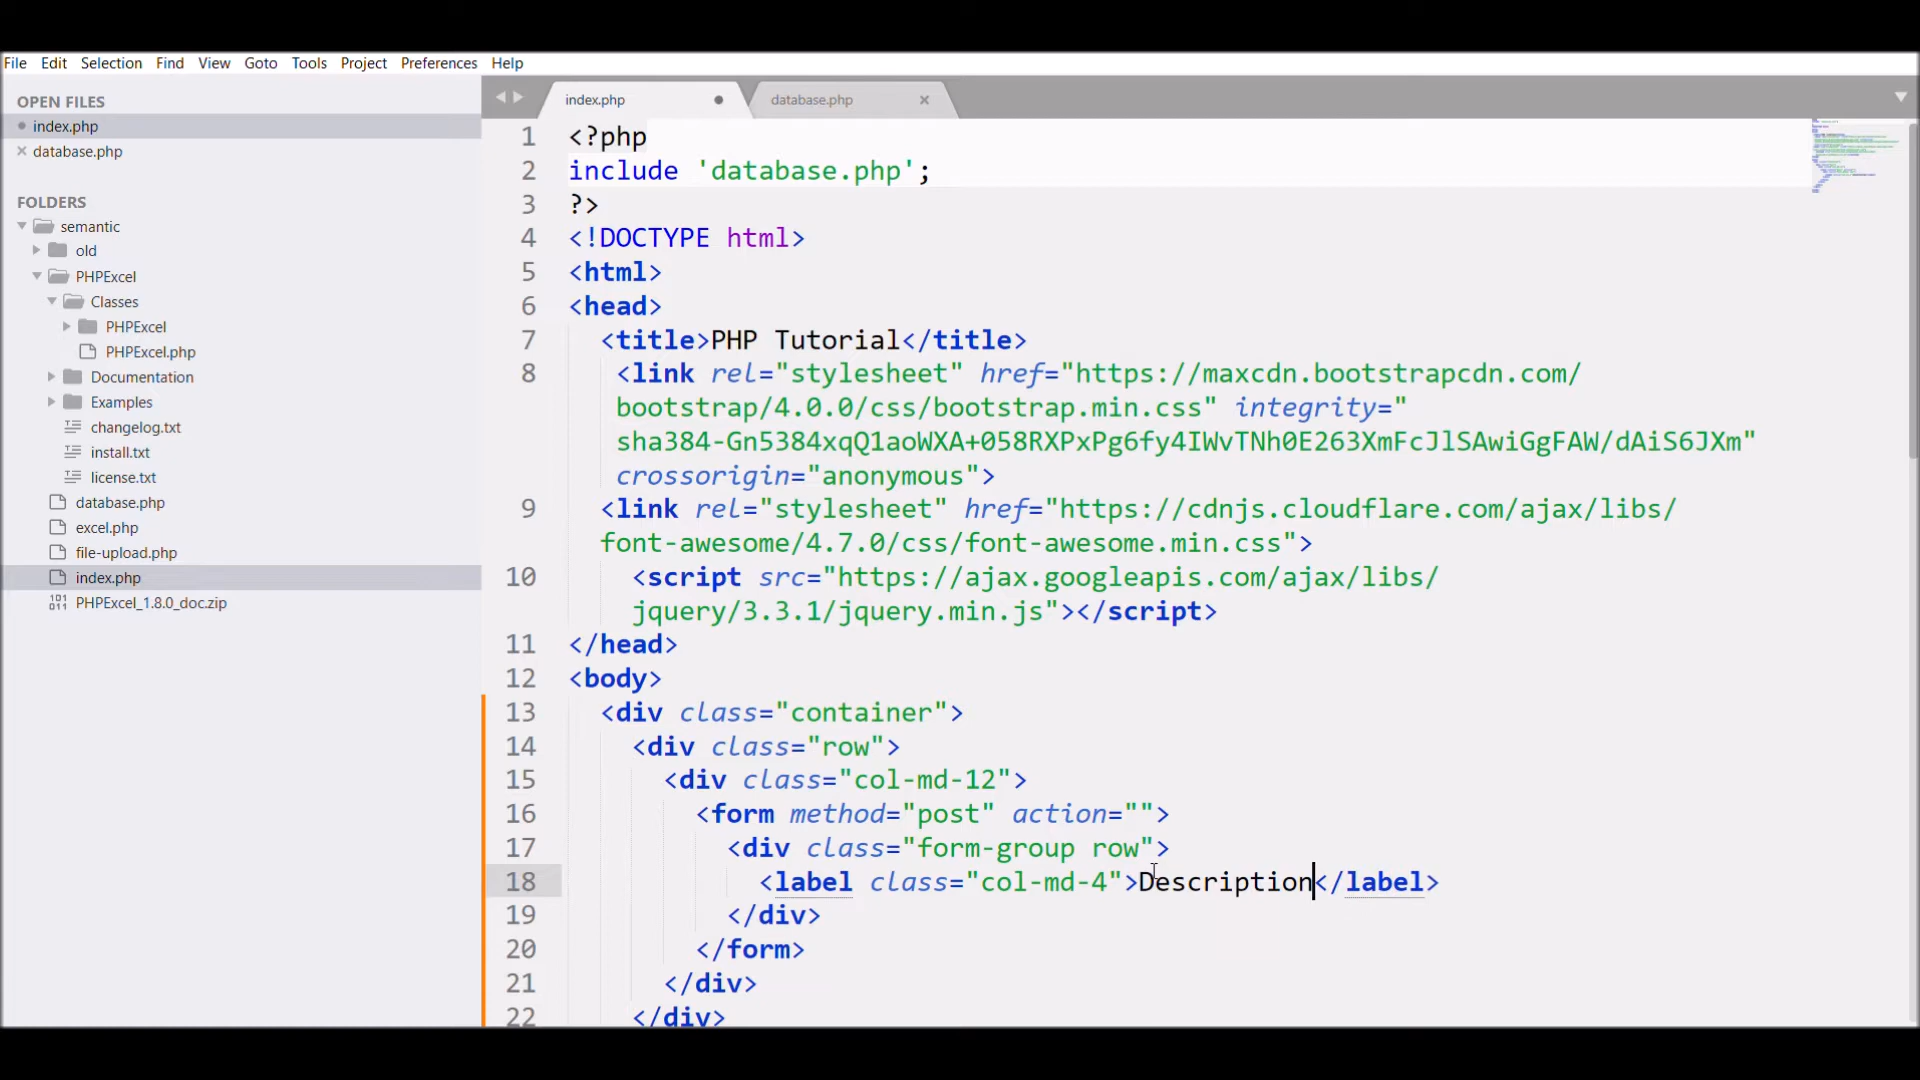 File Edit Selection Find View Goto Tools Project Preferences Help
OPEN FILES
index.php
database.php
FOLDERS
semantic
old
PHPExcel
Classes
PHPExcel
PHPExcel.php
Documentation
Examples
changelog.txt
install.txt
license.txt
database.php
excel.php
file-upload.php
index.php
PHPExcel_1.8.0_doc.zip
index.php database.php
1 <?php
2 include 'database.php';
3 ?>
4 <!DOCTYPE html>
5 <html>
6 <head>
7 <title>PHP Tutorial</title>
8 <link rel="stylesheet" href="https://maxcdn.bootstrapcdn.com/
bootstrap/4.0.0/css/bootstrap.min.css" integrity="
sha384-Gn5384xqQ1aoWXA+058RXPxPg6fy4IWvTNh0E263XmFcJlSAwiGgFAW/dAiS6JXm"
crossorigin="anonymous">
9 <link rel="stylesheet" href="https://cdnjs.cloudflare.com/ajax/libs/
font-awesome/4.7.0/css/font-awesome.min.css">
10 <script src="https://ajax.googleapis.com/ajax/libs/
jquery/3.3.1/jquery.min.js"></script>
11 </head>
12 <body>
13 <div class="container">
14 <div class="row">
15 <div class="col-md-12">
16 <form method="post" action="">
17 <div class="form-group row">
18 <label class="col-md-4">Description</label>
19 </div>
20 </form>
21 </div>
22 </div>